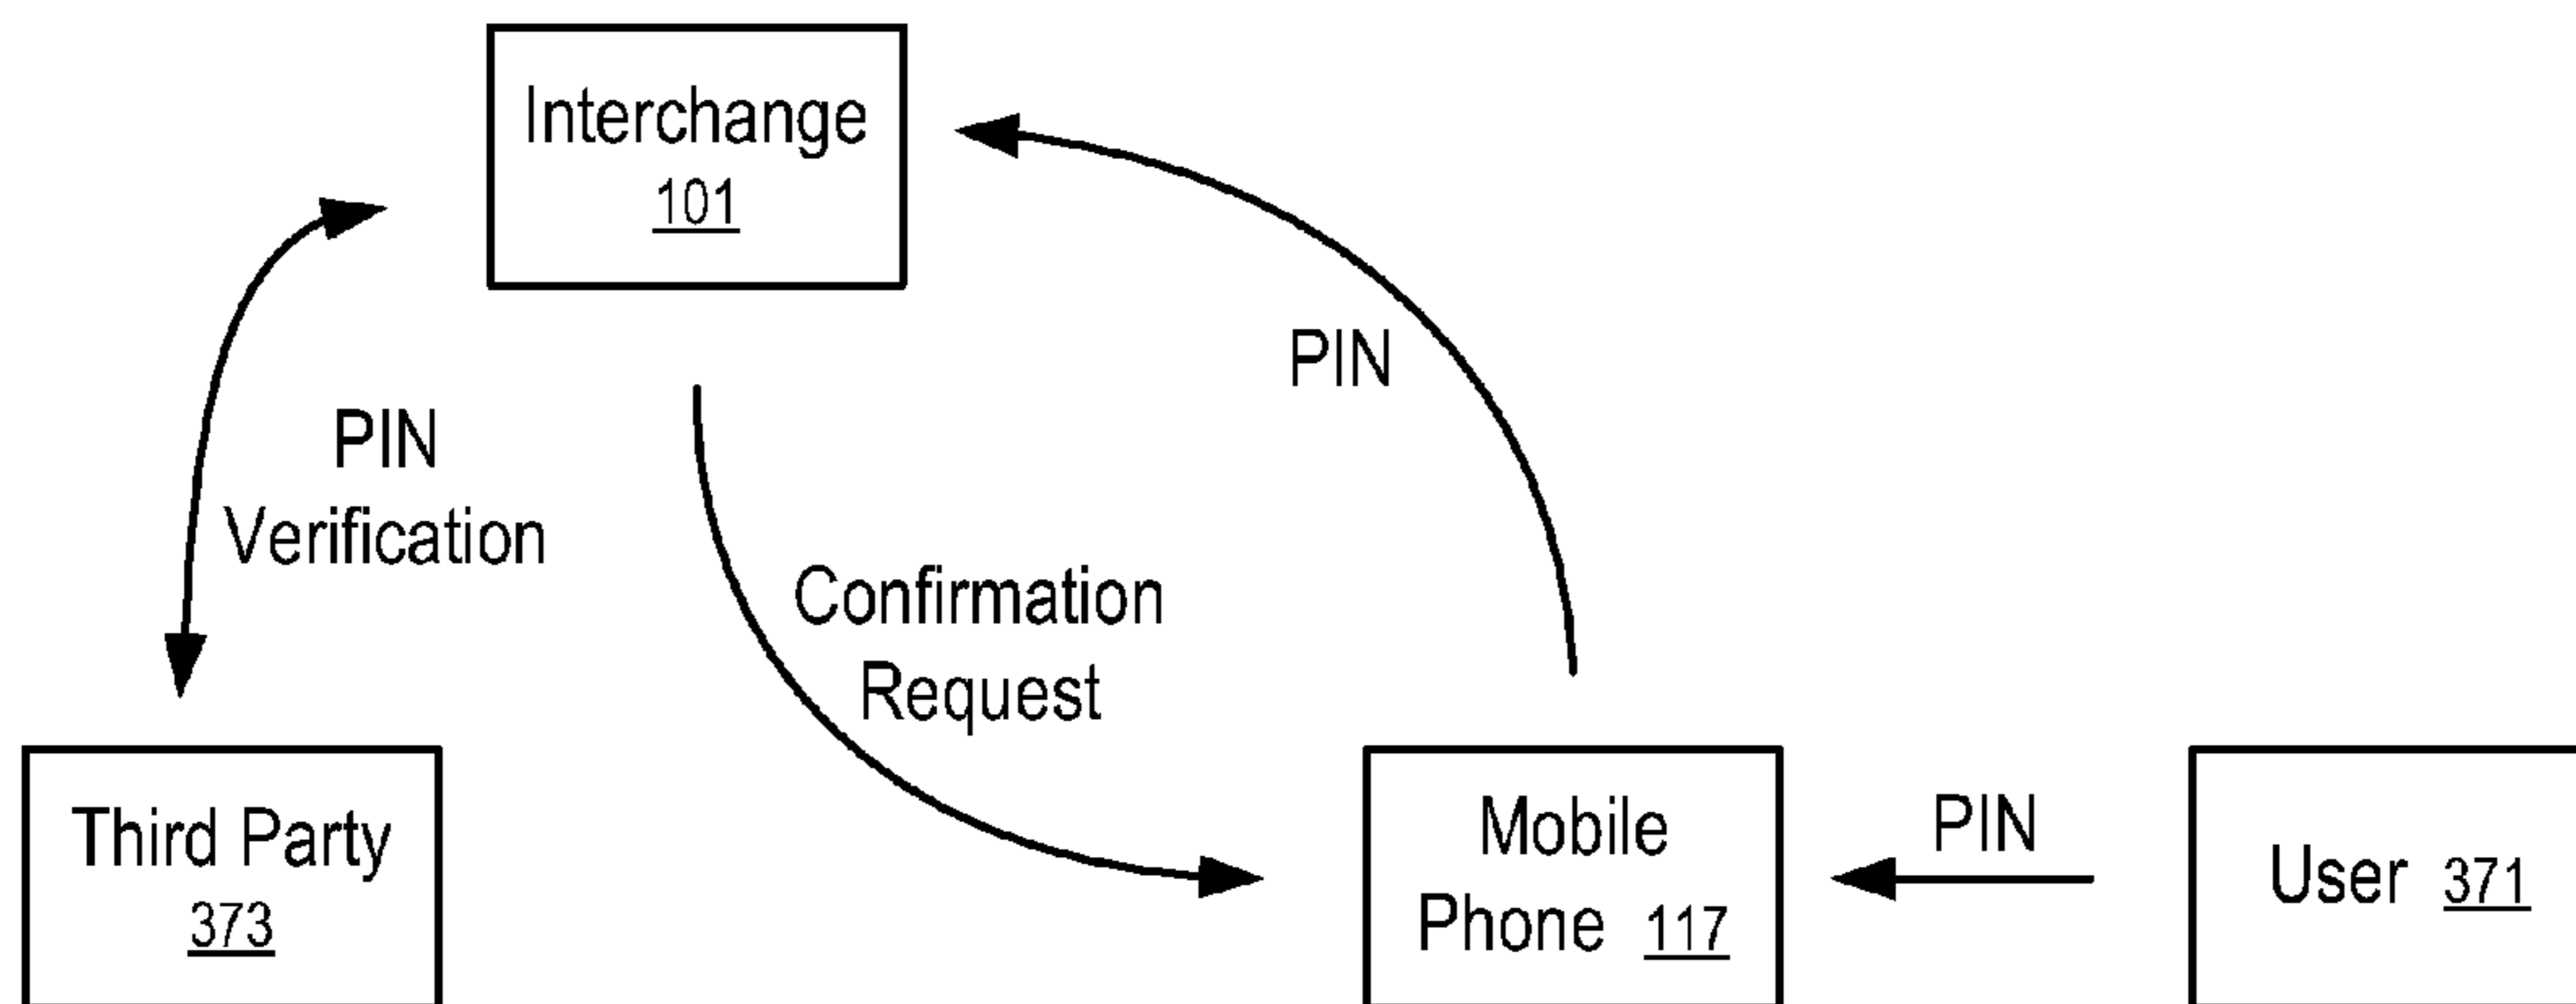 Interchange
101
PIN
PIN
Verification
Confirmation
Request
Third Party
373
Mobile
Phone 117
PIN
User 371